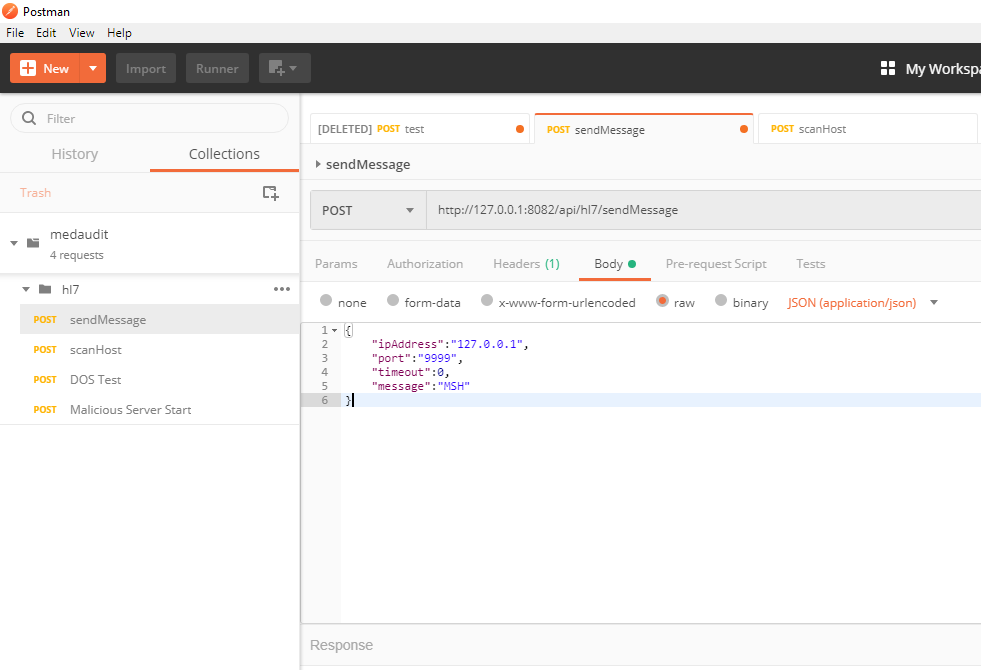 Postman
File Edit View Help
New Import Runner
My Workspa
Filter
History Collections
Trash
medaudit
4 requests
hl7
POST sendMessage
POST scanHost
POST DOS Test
POST Malicious Server Start
[DELETED] POST test
POST sendMessage
POST scanHost
sendMessage
POST http://127.0.0.1:8082/api/hl7/sendMessage
Params Authorization Headers (1) Body Pre-request Script Tests
none form-data x-www-form-urlencoded raw binary JSON (application/json)
1 {
2 "ipAddress":"127.0.0.1",
3 "port":"9999",
4 "timeout":0,
5 "message":"MSH"
6 }
Response